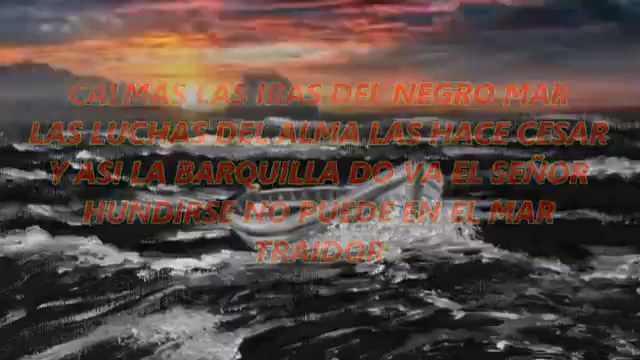 CALMAS LAS IRAS DEL NEGRO MAR
LAS LUCHAS DEL ALMA LAS HACE CESAR
Y ASI LA BARQUILLA DO VA EL SEÑOR
HUNDIRSE NO PUEDE EN EL MAR
TRAIDOR